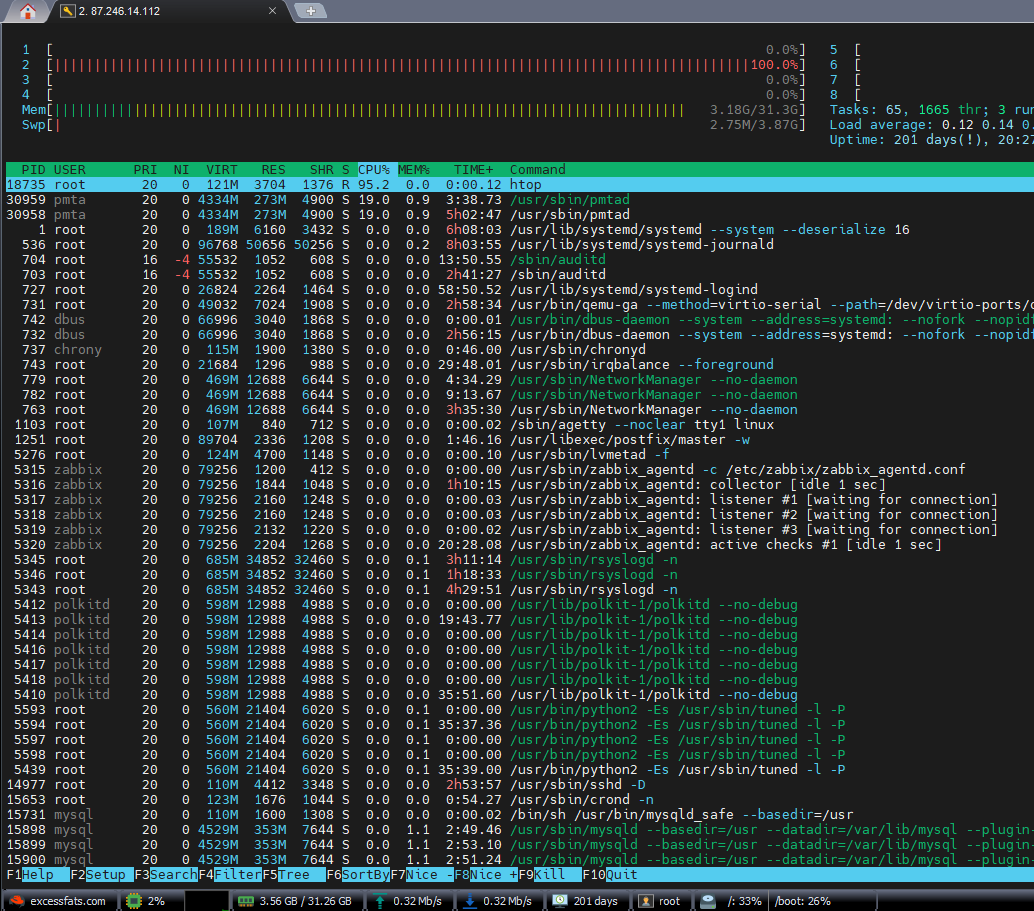 2. 87.246.14.112
1 [ 0.0%] 5 [
2 [||||||||||||||||||||||||||||||||||||||||||||||||||||||||||||||||||||||||||||||||||||||||100.0%] 6 [
3 [ 0.0%] 7 [
4 [ 0.0%] 8 [
Mem[|||||||||||||||||||||||||||||||||||||||||||||||||||||||||||||||||||||||||||||||| 3.18G/31.3G] Tasks: 65, 1665 thr; 3 run
Swp[| 2.75M/3.87G] Load average: 0.12 0.14 0.
Uptime: 201 days(!), 20:27
PID USER PRI NI VIRT RES SHR S CPU% MEM% TIME+ Command
18735 root 20 0 121M 3704 1376 R 95.2 0.0 0:00.12 htop
30959 pmta 20 0 4334M 273M 4900 S 19.0 0.9 3:38.73 /usr/sbin/pmtad
30958 pmta 20 0 4334M 273M 4900 S 19.0 0.9 5h02:47 /usr/sbin/pmtad
1 root 20 0 189M 6160 3432 S 0.0 0.0 6h08:03 /usr/lib/systemd/systemd --system --deserialize 16
536 root 20 0 96768 50656 50256 S 0.0 0.2 8h03:55 /usr/lib/systemd/systemd-journald
704 root 16 -4 55532 1052 608 S 0.0 0.0 13:50.55 /sbin/auditd
703 root 16 -4 55532 1052 608 S 0.0 0.0 2h41:27 /sbin/auditd
727 root 20 0 26824 2264 1464 S 0.0 0.0 58:50.52 /usr/lib/systemd/systemd-logind
731 root 20 0 49032 7024 1908 S 0.0 0.0 2h58:34 /usr/bin/qemu-ga --method=virtio-serial --path=/dev/virtio-ports/o
742 dbus 20 0 66996 3040 1868 S 0.0 0.0 0:00.01 /usr/bin/dbus-daemon --system --address=systemd: --nofork --nopidf
732 dbus 20 0 66996 3040 1868 S 0.0 0.0 2h56:15 /usr/bin/dbus-daemon --system --address=systemd: --nofork --nopidf
737 chrony 20 0 115M 1900 1380 S 0.0 0.0 0:46.00 /usr/sbin/chronyd
743 root 20 0 21684 1296 988 S 0.0 0.0 29:48.01 /usr/sbin/irqbalance --foreground
779 root 20 0 469M 12688 6644 S 0.0 0.0 4:34.29 /usr/sbin/NetworkManager --no-daemon
782 root 20 0 469M 12688 6644 S 0.0 0.0 9:13.67 /usr/sbin/NetworkManager --no-daemon
763 root 20 0 469M 12688 6644 S 0.0 0.0 3h35:30 /usr/sbin/NetworkManager --no-daemon
1103 root 20 0 107M 840 712 S 0.0 0.0 0:00.02 /sbin/agetty --noclear tty1 linux
1251 root 20 0 89704 2336 1208 S 0.0 0.0 1:46.16 /usr/libexec/postfix/master -w
5276 root 20 0 124M 4700 1148 S 0.0 0.0 0:00.10 /usr/sbin/lvmetad -f
5315 zabbix 20 0 79256 1200 412 S 0.0 0.0 0:00.00 /usr/sbin/zabbix_agentd -c /etc/zabbix/zabbix_agentd.conf
5316 zabbix 20 0 79256 1844 1048 S 0.0 0.0 1h10:15 /usr/sbin/zabbix_agentd: collector [idle 1 sec]
5317 zabbix 20 0 79256 2160 1248 S 0.0 0.0 0:00.03 /usr/sbin/zabbix_agentd: listener #1 [waiting for connection]
5318 zabbix 20 0 79256 2160 1248 S 0.0 0.0 0:00.03 /usr/sbin/zabbix_agentd: listener #2 [waiting for connection]
5319 zabbix 20 0 79256 2132 1220 S 0.0 0.0 0:00.02 /usr/sbin/zabbix_agentd: listener #3 [waiting for connection]
5320 zabbix 20 0 79256 2204 1268 S 0.0 0.0 20:28.08 /usr/sbin/zabbix_agentd: active checks #1 [idle 1 sec]
5345 root 20 0 685M 34852 32460 S 0.0 0.1 3h11:14 /usr/sbin/rsyslogd -n
5346 root 20 0 685M 34852 32460 S 0.0 0.1 1h18:33 /usr/sbin/rsyslogd -n
5343 root 20 0 685M 34852 32460 S 0.0 0.1 4h29:51 /usr/sbin/rsyslogd -n
5412 polkitd 20 0 598M 12988 4988 S 0.0 0.0 0:00.00 /usr/lib/polkit-1/polkitd --no-debug
5413 polkitd 20 0 598M 12988 4988 S 0.0 0.0 19:43.77 /usr/lib/polkit-1/polkitd --no-debug
5414 polkitd 20 0 598M 12988 4988 S 0.0 0.0 0:00.00 /usr/lib/polkit-1/polkitd --no-debug
5416 polkitd 20 0 598M 12988 4988 S 0.0 0.0 0:00.00 /usr/lib/polkit-1/polkitd --no-debug
5417 polkitd 20 0 598M 12988 4988 S 0.0 0.0 0:00.00 /usr/lib/polkit-1/polkitd --no-debug
5418 polkitd 20 0 598M 12988 4988 S 0.0 0.0 0:00.00 /usr/lib/polkit-1/polkitd --no-debug
5410 polkitd 20 0 598M 12988 4988 S 0.0 0.0 35:51.60 /usr/lib/polkit-1/polkitd --no-debug
5593 root 20 0 560M 21404 6020 S 0.0 0.1 0:00.00 /usr/bin/python2 -Es /usr/sbin/tuned -l -P
5594 root 20 0 560M 21404 6020 S 0.0 0.1 35:37.36 /usr/bin/python2 -Es /usr/sbin/tuned -l -P
5597 root 20 0 560M 21404 6020 S 0.0 0.1 0:00.00 /usr/bin/python2 -Es /usr/sbin/tuned -l -P
5602 root 20 0 560M 21404 6020 S 0.0 0.1 0:00.00 /usr/bin/python2 -Es /usr/sbin/tuned -l -P
5439 root 20 0 560M 21404 6020 S 0.0 0.1 35:39.00 /usr/bin/python2 -Es /usr/sbin/tuned -l -P
14977 root 20 0 110M 4412 3348 S 0.0 0.0 2h53:57 /usr/sbin/sshd -D
15653 root 20 0 123M 1676 1044 S 0.0 0.0 0:54.27 /usr/sbin/crond -n
15731 mysql 20 0 110M 1600 1308 S 0.0 0.0 0:00.02 /bin/sh /usr/bin/mysqld_safe --basedir=/usr
15898 mysql 20 0 4529M 353M 7644 S 0.0 1.1 2:49.46 /usr/sbin/mysqld --basedir=/usr --datadir=/var/lib/mysql --plugin-
15899 mysql 20 0 4529M 353M 7644 S 0.0 1.1 2:53.10 /usr/sbin/mysqld --basedir=/usr --datadir=/var/lib/mysql --plugin-
15900 mysql 20 0 4529M 353M 7644 S 0.0 1.1 2:51.24 /usr/sbin/mysqld --basedir=/usr --datadir=/var/lib/mysql --plugin-
F1Help F2Setup F3SearchF4FilterF5Tree F6SortByF7Nice -F8Nice +F9Kill F10Quit
excessfats.com 2% 3.56 GB / 31.26 GB 0.32 Mb/s 0.32 Mb/s 201 days root /: 33% /boot: 26%